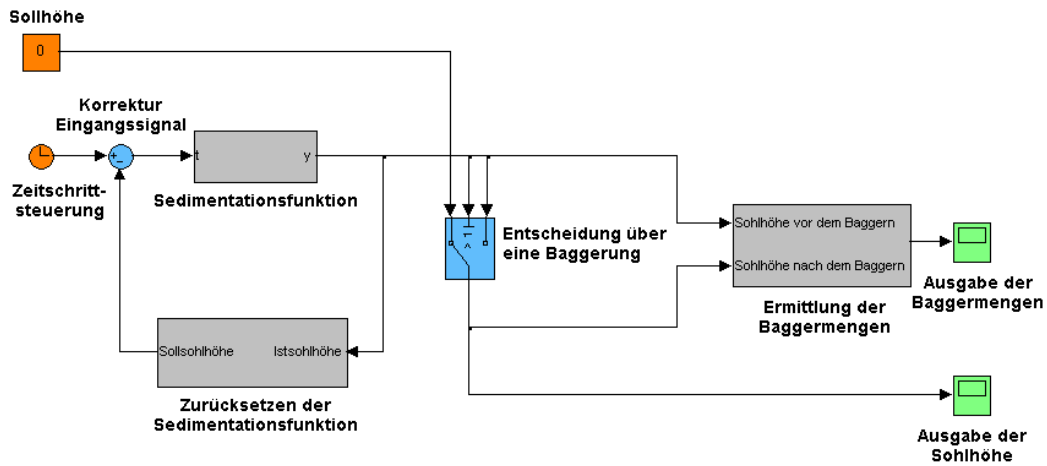 Sollhöhe
0
Korrektur
Eingangssignal
+
-
t
y
Zeitschritt-
steuerung
Sedimentationsfunktion
> 1
Entscheidung über
eine Baggerung
Sohlhöhe vor dem Baggern
Sohlhöhe nach dem Baggern
Ermittlung der
Baggermengen
Ausgabe der
Baggermengen
Sollsohlhöhe
Istsohlhöhe
Zurücksetzen der
Sedimentationsfunktion
Ausgabe der
Sohlhöhe